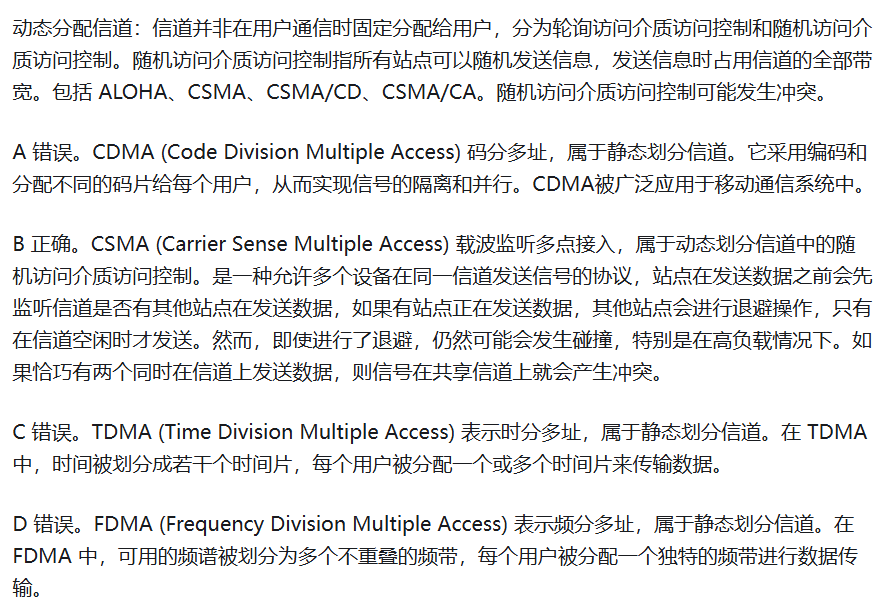 动态分配信道：信道并非在用户通信时固定分配给用户，分为轮询访问介质访问控制和随机访问介
质访问控制。随机访问介质访问控制指所有站点可以随机发送信息，发送信息时占用信道的全部带
宽。包括 ALOHA、CSMA、CSMA/CD、CSMA/CA。随机访问介质访问控制可能发生冲突。
A 错误。CDMA (Code Division Multiple Access) 码分多址，属于静态划分信道。它采用编码和
分配不同的码片给每个用户，从而实现信号的隔离和并行。CDMA被广泛应用于移动通信系统中。
B 正确。CSMA (Carrier Sense Multiple Access) 载波监听多点接入，属于动态划分信道中的随
机访问介质访问控制。是一种允许多个设备在同一信道发送信号的协议，站点在发送数据之前会先
监听信道是否有其他站点在发送数据，如果有站点正在发送数据，其他站点会进行退避操作，只有
在信道空闲时才发送。然而，即使进行了退避，仍然可能会发生碰撞，特别是在高负载情况下。如
果恰巧有两个同时在信道上发送数据，则信号在共享信道上就会产生冲突。
C 错误。TDMA (Time Division Multiple Access) 表示时分多址，属于静态划分信道。在 TDMA
中，时间被划分成若干个时间片，每个用户被分配一个或多个时间片来传输数据。
D 错误。FDMA (Frequency Division Multiple Access) 表示频分多址，属于静态划分信道。在
FDMA 中，可用的频谱被划分为多个不重叠的频带，每个用户被分配一个独特的频带进行数据传
输。